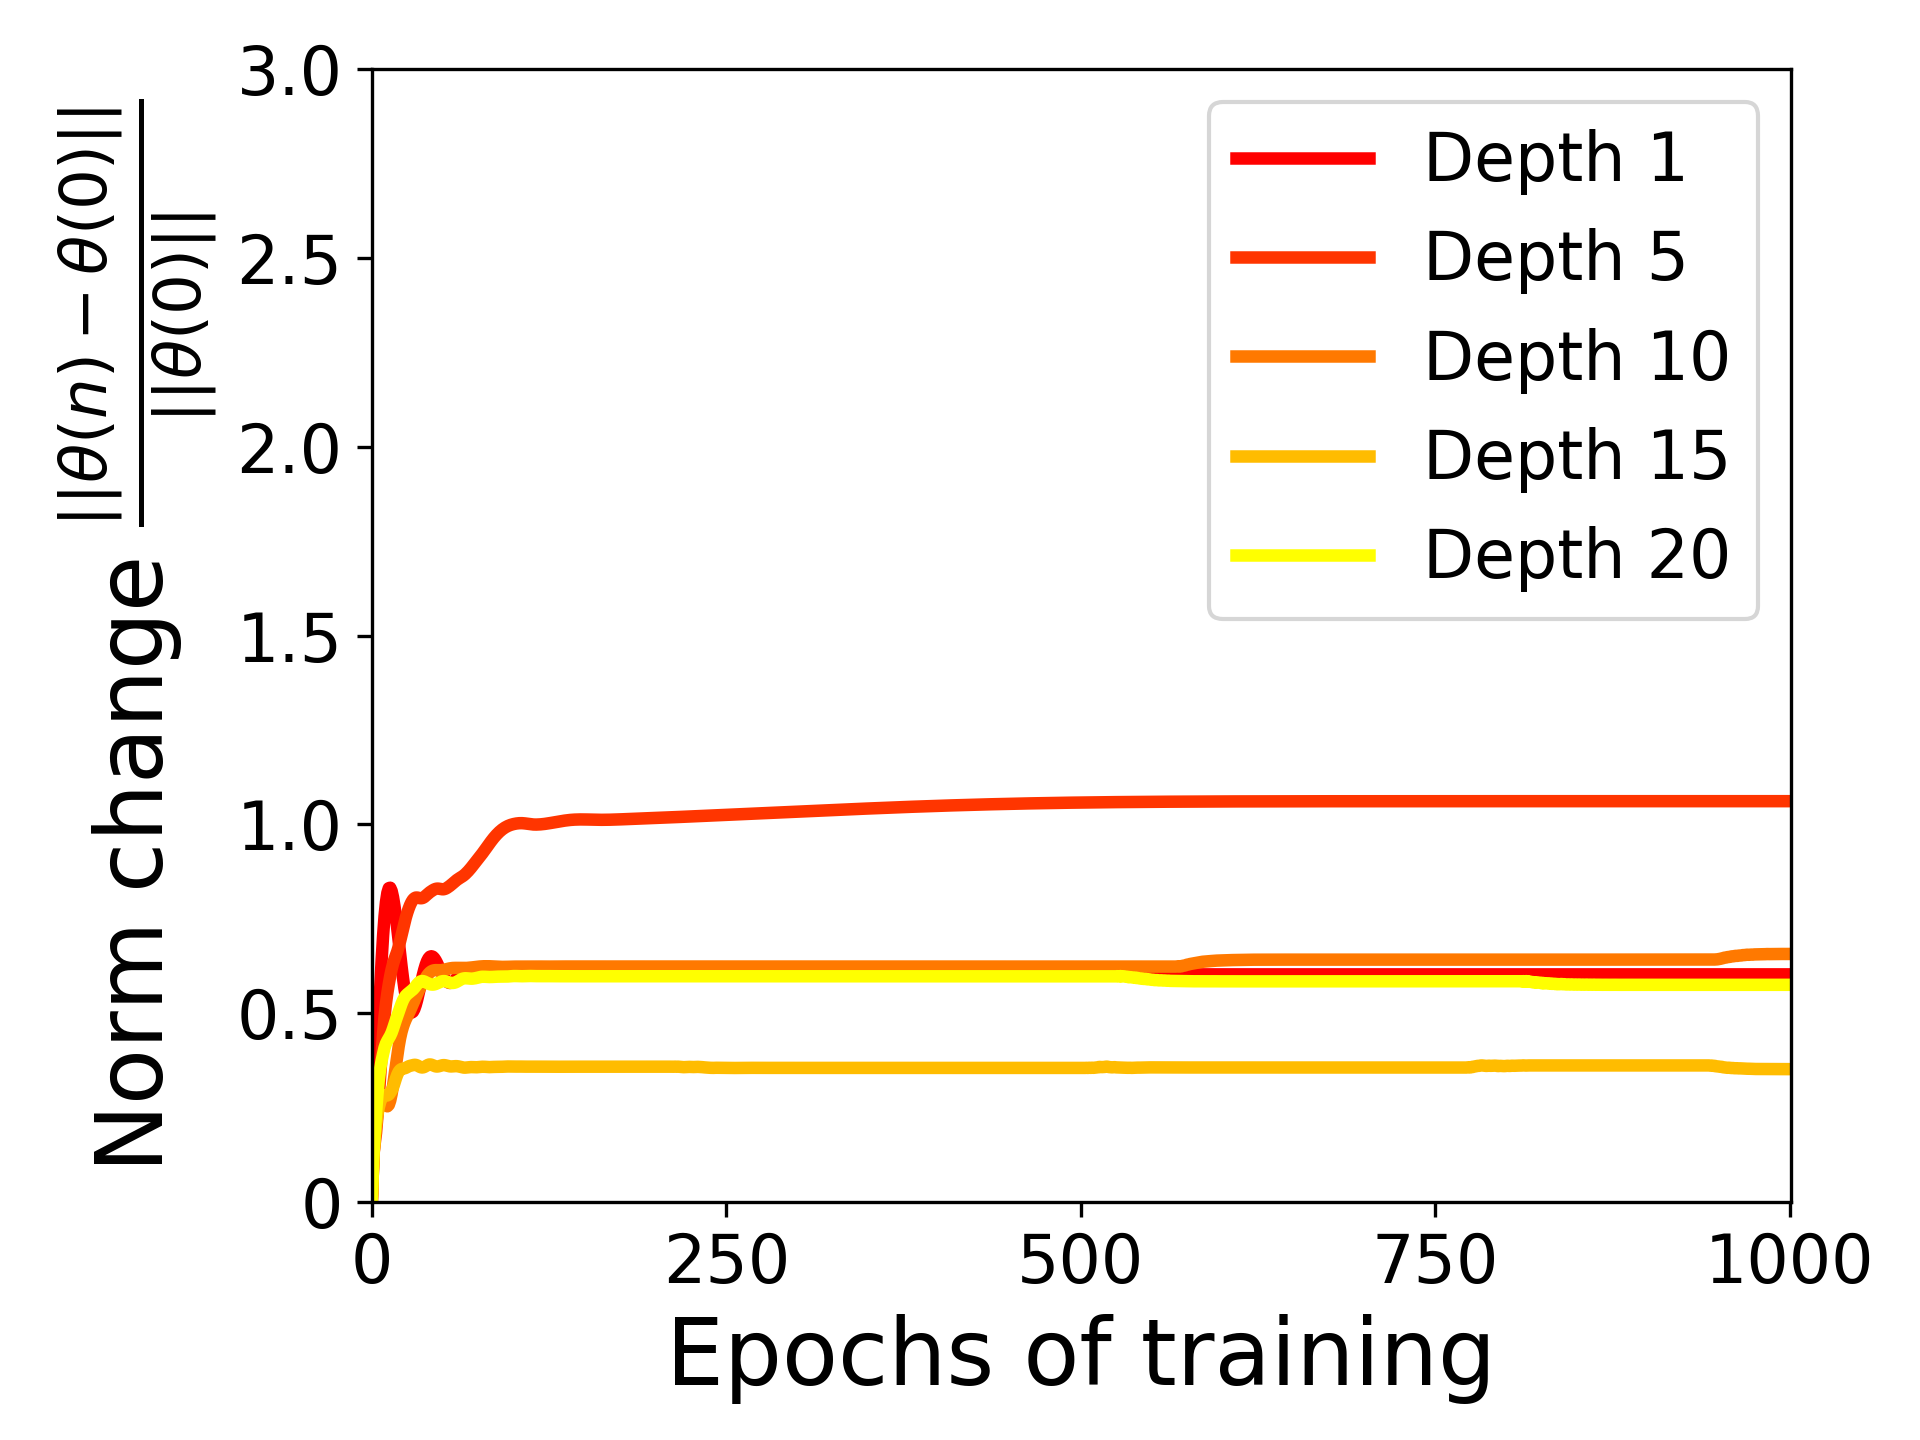 Norm change ||θ(n) − θ(0)|| / ||θ(0)||
3.0
2.5
2.0
1.5
1.0
0.5
0
Depth 1
Depth 5
Depth 10
Depth 15
Depth 20
0 250 500 750 1000
Epochs of training